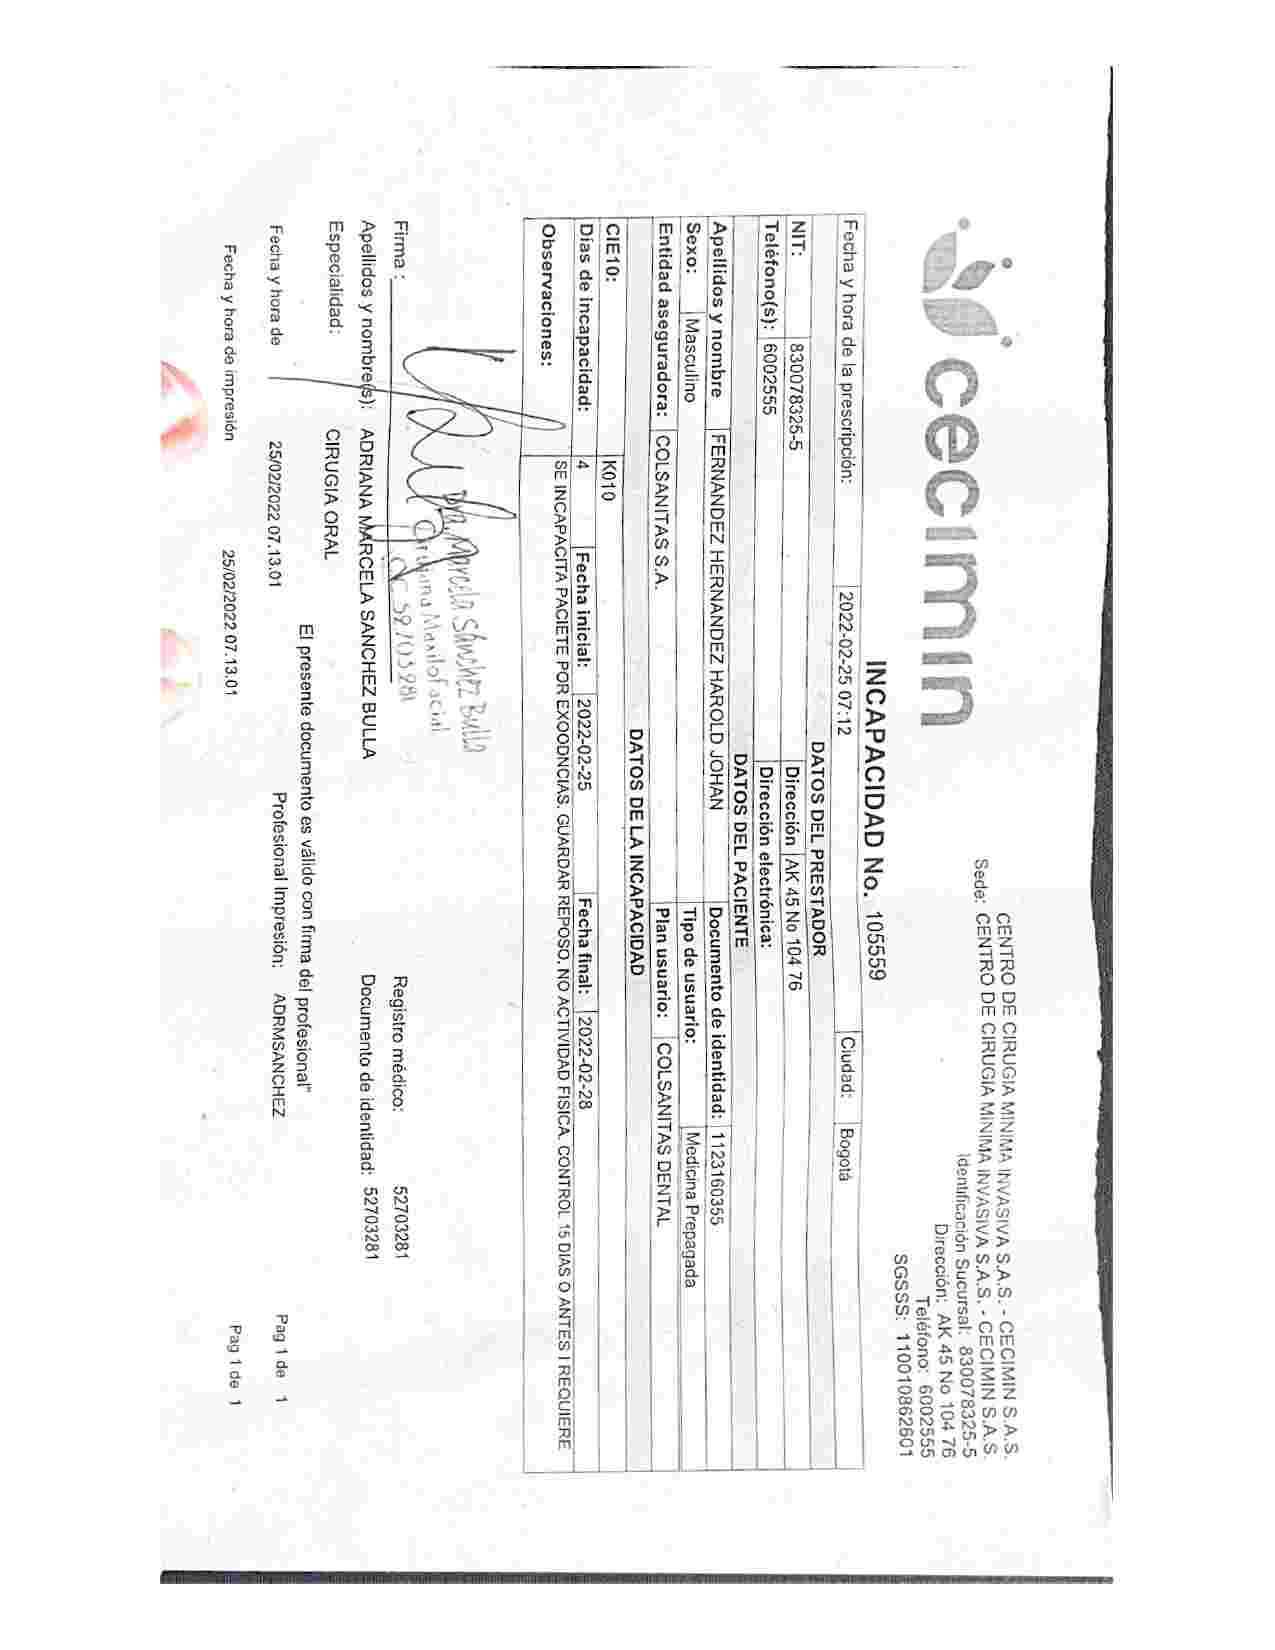 cecimin
CENTRO DE CIRUGIA MINIMA INVASIVA S.A.S. - CECIMIN S.A.S.
Sede: CENTRO DE CIRUGIA MINIMA INVASIVA S.A.S. - CECIMIN S.A.S.
Identificación Sucursal: 830078325-5
Dirección: AK 45 No 104 76
Teléfono: 6002555
SGSSS: 110010862601
INCAPACIDAD No. 105559
Fecha y hora de la prescripción: 2022-02-25 07:12 Ciudad: Bogotá
DATOS DEL PRESTADOR
NIT: 830078325-5 Dirección AK 45 No 104 76
Teléfono(s): 6002555 Dirección electrónica:
DATOS DEL PACIENTE
Apellidos y nombre FERNANDEZ HERNANDEZ HAROLD JOHAN Documento de identidad: 1123160355
Sexo: Masculino Tipo de usuario: Medicina Prepagada
Entidad aseguradora: COLSANITAS S.A. Plan usuario: COLSANITAS DENTAL
DATOS DE LA INCAPACIDAD
CIE10: K010
Días de incapacidad: 4 Fecha inicial: 2022-02-25 Fecha final: 2022-02-28
Observaciones: SE INCAPACITA PACIETE POR EXOODNCIAS. GUARDAR REPOSO. NO ACTIVIDAD FISICA. CONTROL 15 DIAS O ANTES I REQUIERE
Dra. Marcela Sánchez Bulla
Cirujana Maxilofacial
Firma : Registro médico: 52703281
Apellidos y nombre(s): ADRIANA MARCELA SANCHEZ BULLA Documento de identidad: 52703281
Especialidad: CIRUGIA ORAL
El presente documento es válido con firma del profesional"
Fecha y hora de 25/02/2022 07.13.01 Profesional Impresión: ADRMSANCHEZ Pag 1 de 1
Fecha y hora de impresión 25/02/2022 07.13.01 Pag 1 de 1